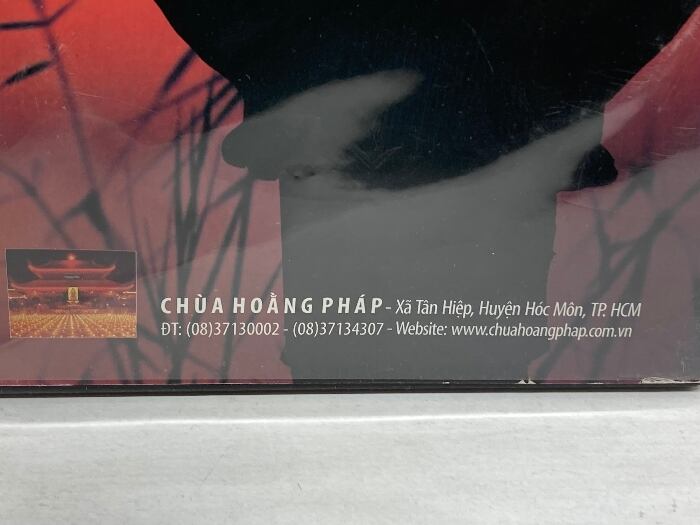 CHÙA HOẰNG PHÁP - Xã Tân Hiệp, Huyện Hóc Môn, TP. HCM
ĐT: (08)37130002 - (08)37134307 - Website: www.chuahoangphap.com.vn